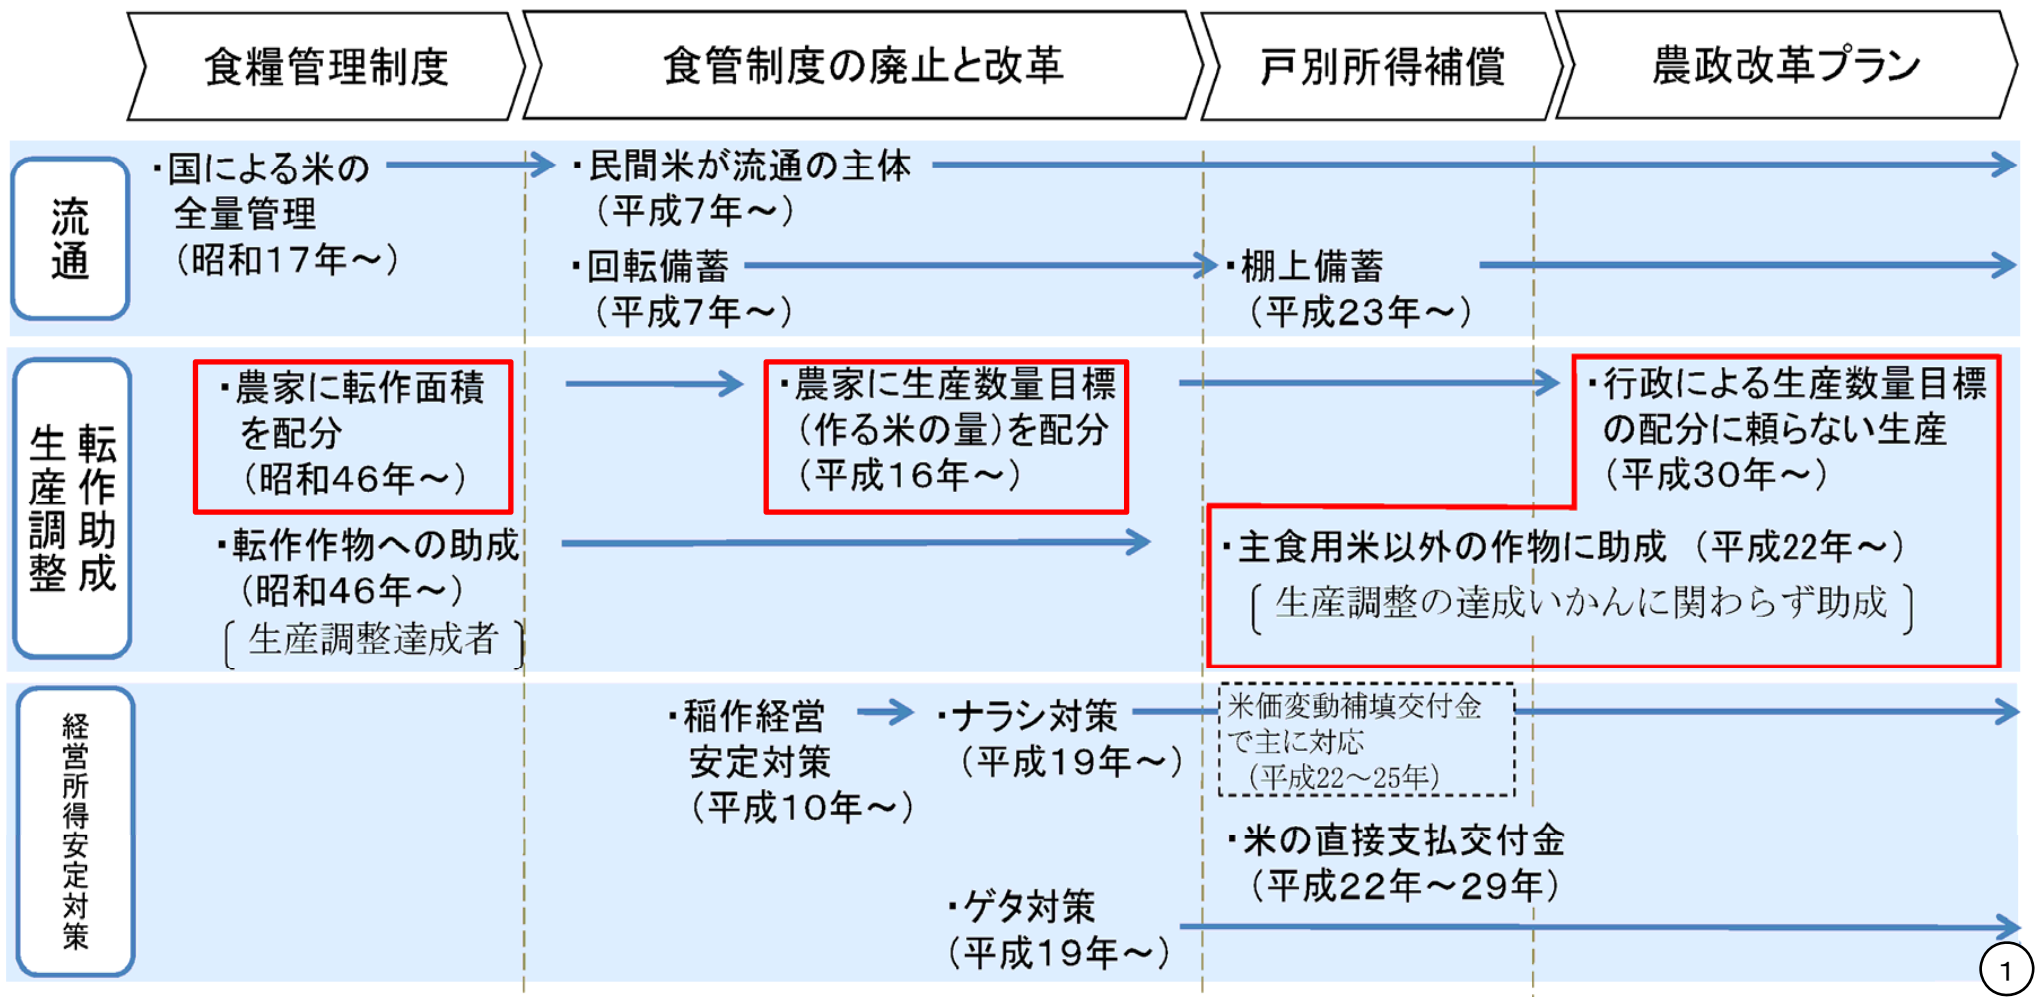 食糧管理制度
食管制度の廃止と改革
戸別所得補償
農政改革プラン
流通
・国による米の
全量管理
（昭和１７年～）
・民間米が流通の主体
（平成７年～）
・回転備蓄
（平成７年～）
・棚上備蓄
（平成２３年～）
転作助成
生産調整
・農家に転作面積
を配分
（昭和４６年～）
・農家に生産数量目標
（作る米の量）を配分
（平成１６年～）
・行政による生産数量目標
の配分に頼らない生産
（平成３０年～）
・転作作物への助成
（昭和４６年～）
〔 生産調整達成者 〕
・主食用米以外の作物に助成 （平成22年～）
〔 生産調整の達成いかんに関わらず助成 〕
経営所得安定対策
・稲作経営
安定対策
（平成１０年～）
・ナラシ対策
（平成１９年～）
米価変動補填交付金
で主に対応
（平成22～25年）
・米の直接支払交付金
（平成２２年～２９年）
・ゲタ対策
（平成１９年～）
1